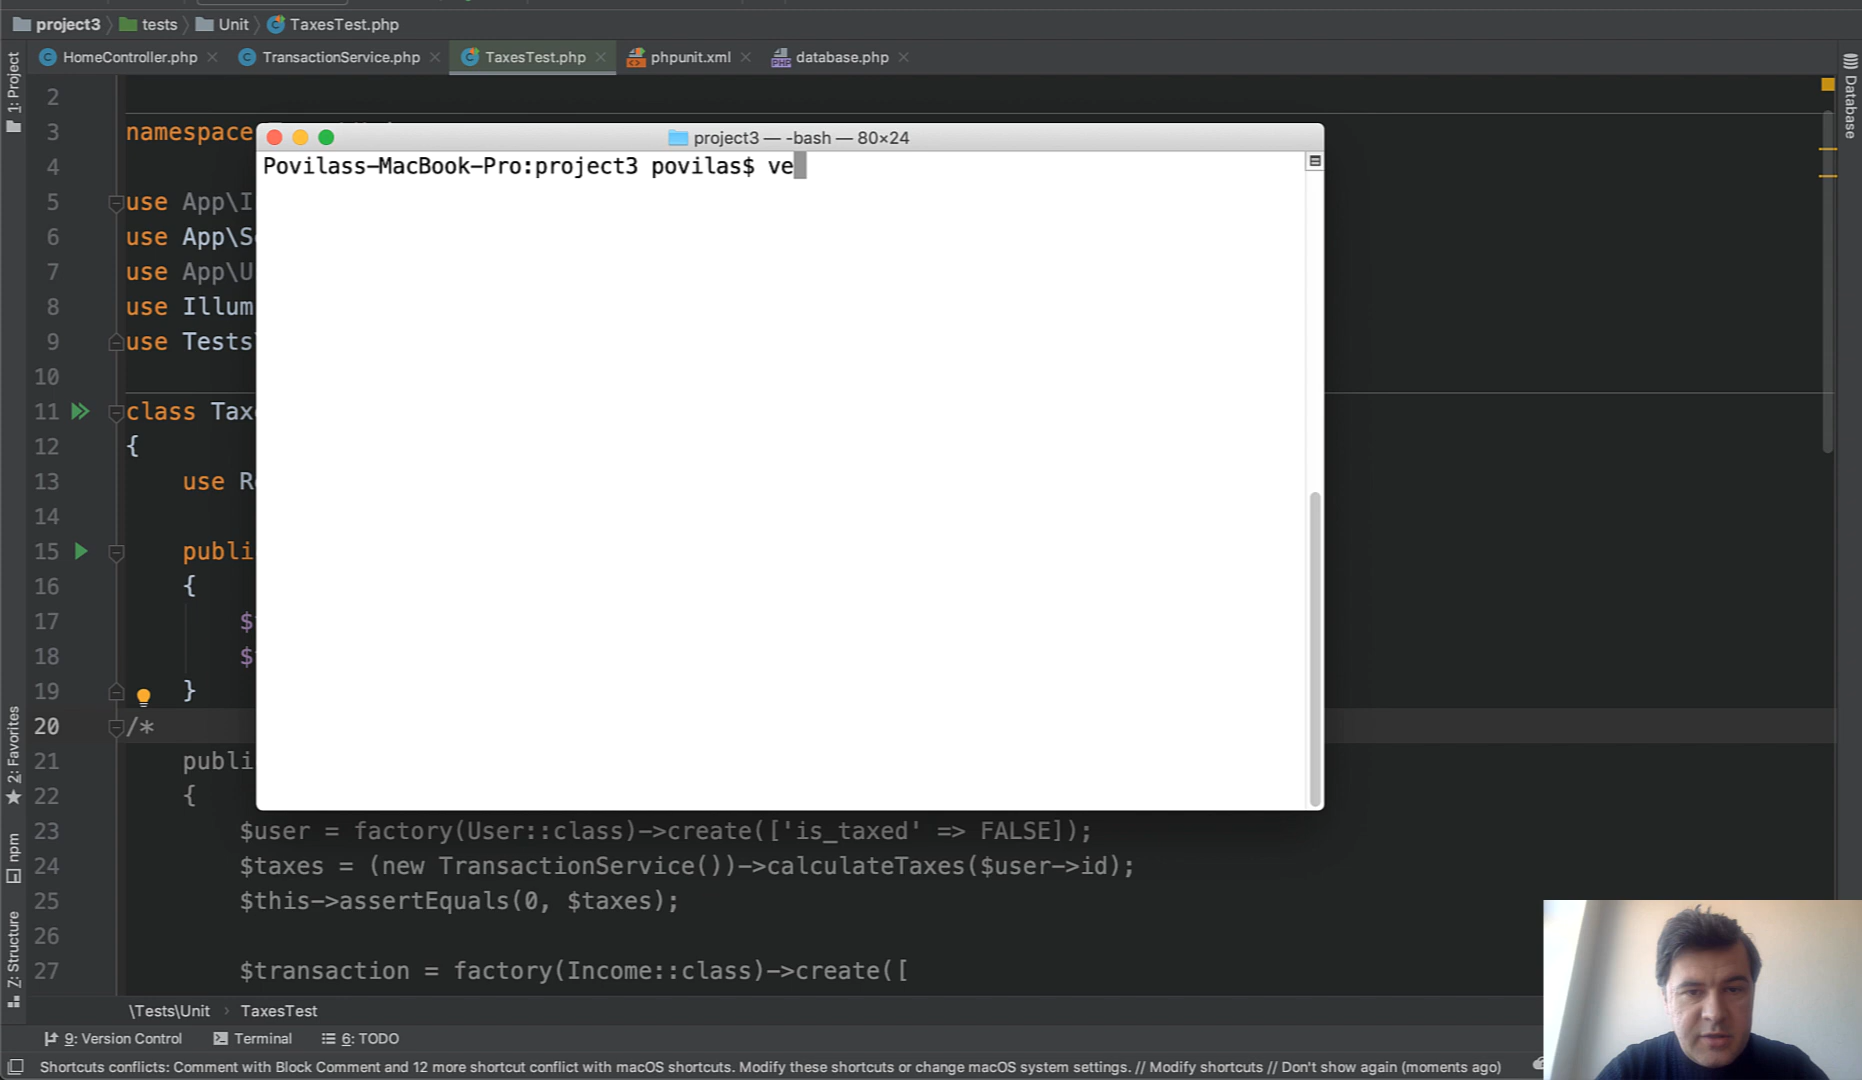 project3 tests Unit TaxesTest.php
HomeController.php TransactionService.php TaxesTest.php phpunit.xml database.php
1: Project
Database
2
3 namespace
4
5 use App\I
6 use App\S
7 use App\U
8 use Illum
9 use Tests
10
11 class Tax
12 {
13 use R
14
15 publi
16 {
17 $
18 $
19 }
20 /*
21 publi
22 {
23 $user = factory(User::class)->create(['is_taxed' => FALSE]);
24 $taxes = (new TransactionService())->calculateTaxes($user->id);
25 $this->assertEquals(0, $taxes);
26
27 $transaction = factory(Income::class)->create([
project3 — -bash — 80×24
Povilass-MacBook-Pro:project3 povilas$ ve
2: Favorites
npm
Z: Structure
\Tests\Unit › TaxesTest
9: Version Control Terminal 6: TODO
Shortcuts conflicts: Comment with Block Comment and 12 more shortcut conflict with macOS shortcuts. Modify these shortcuts or change macOS system settings. // Modify shortcuts // Don't show again (moments ago)